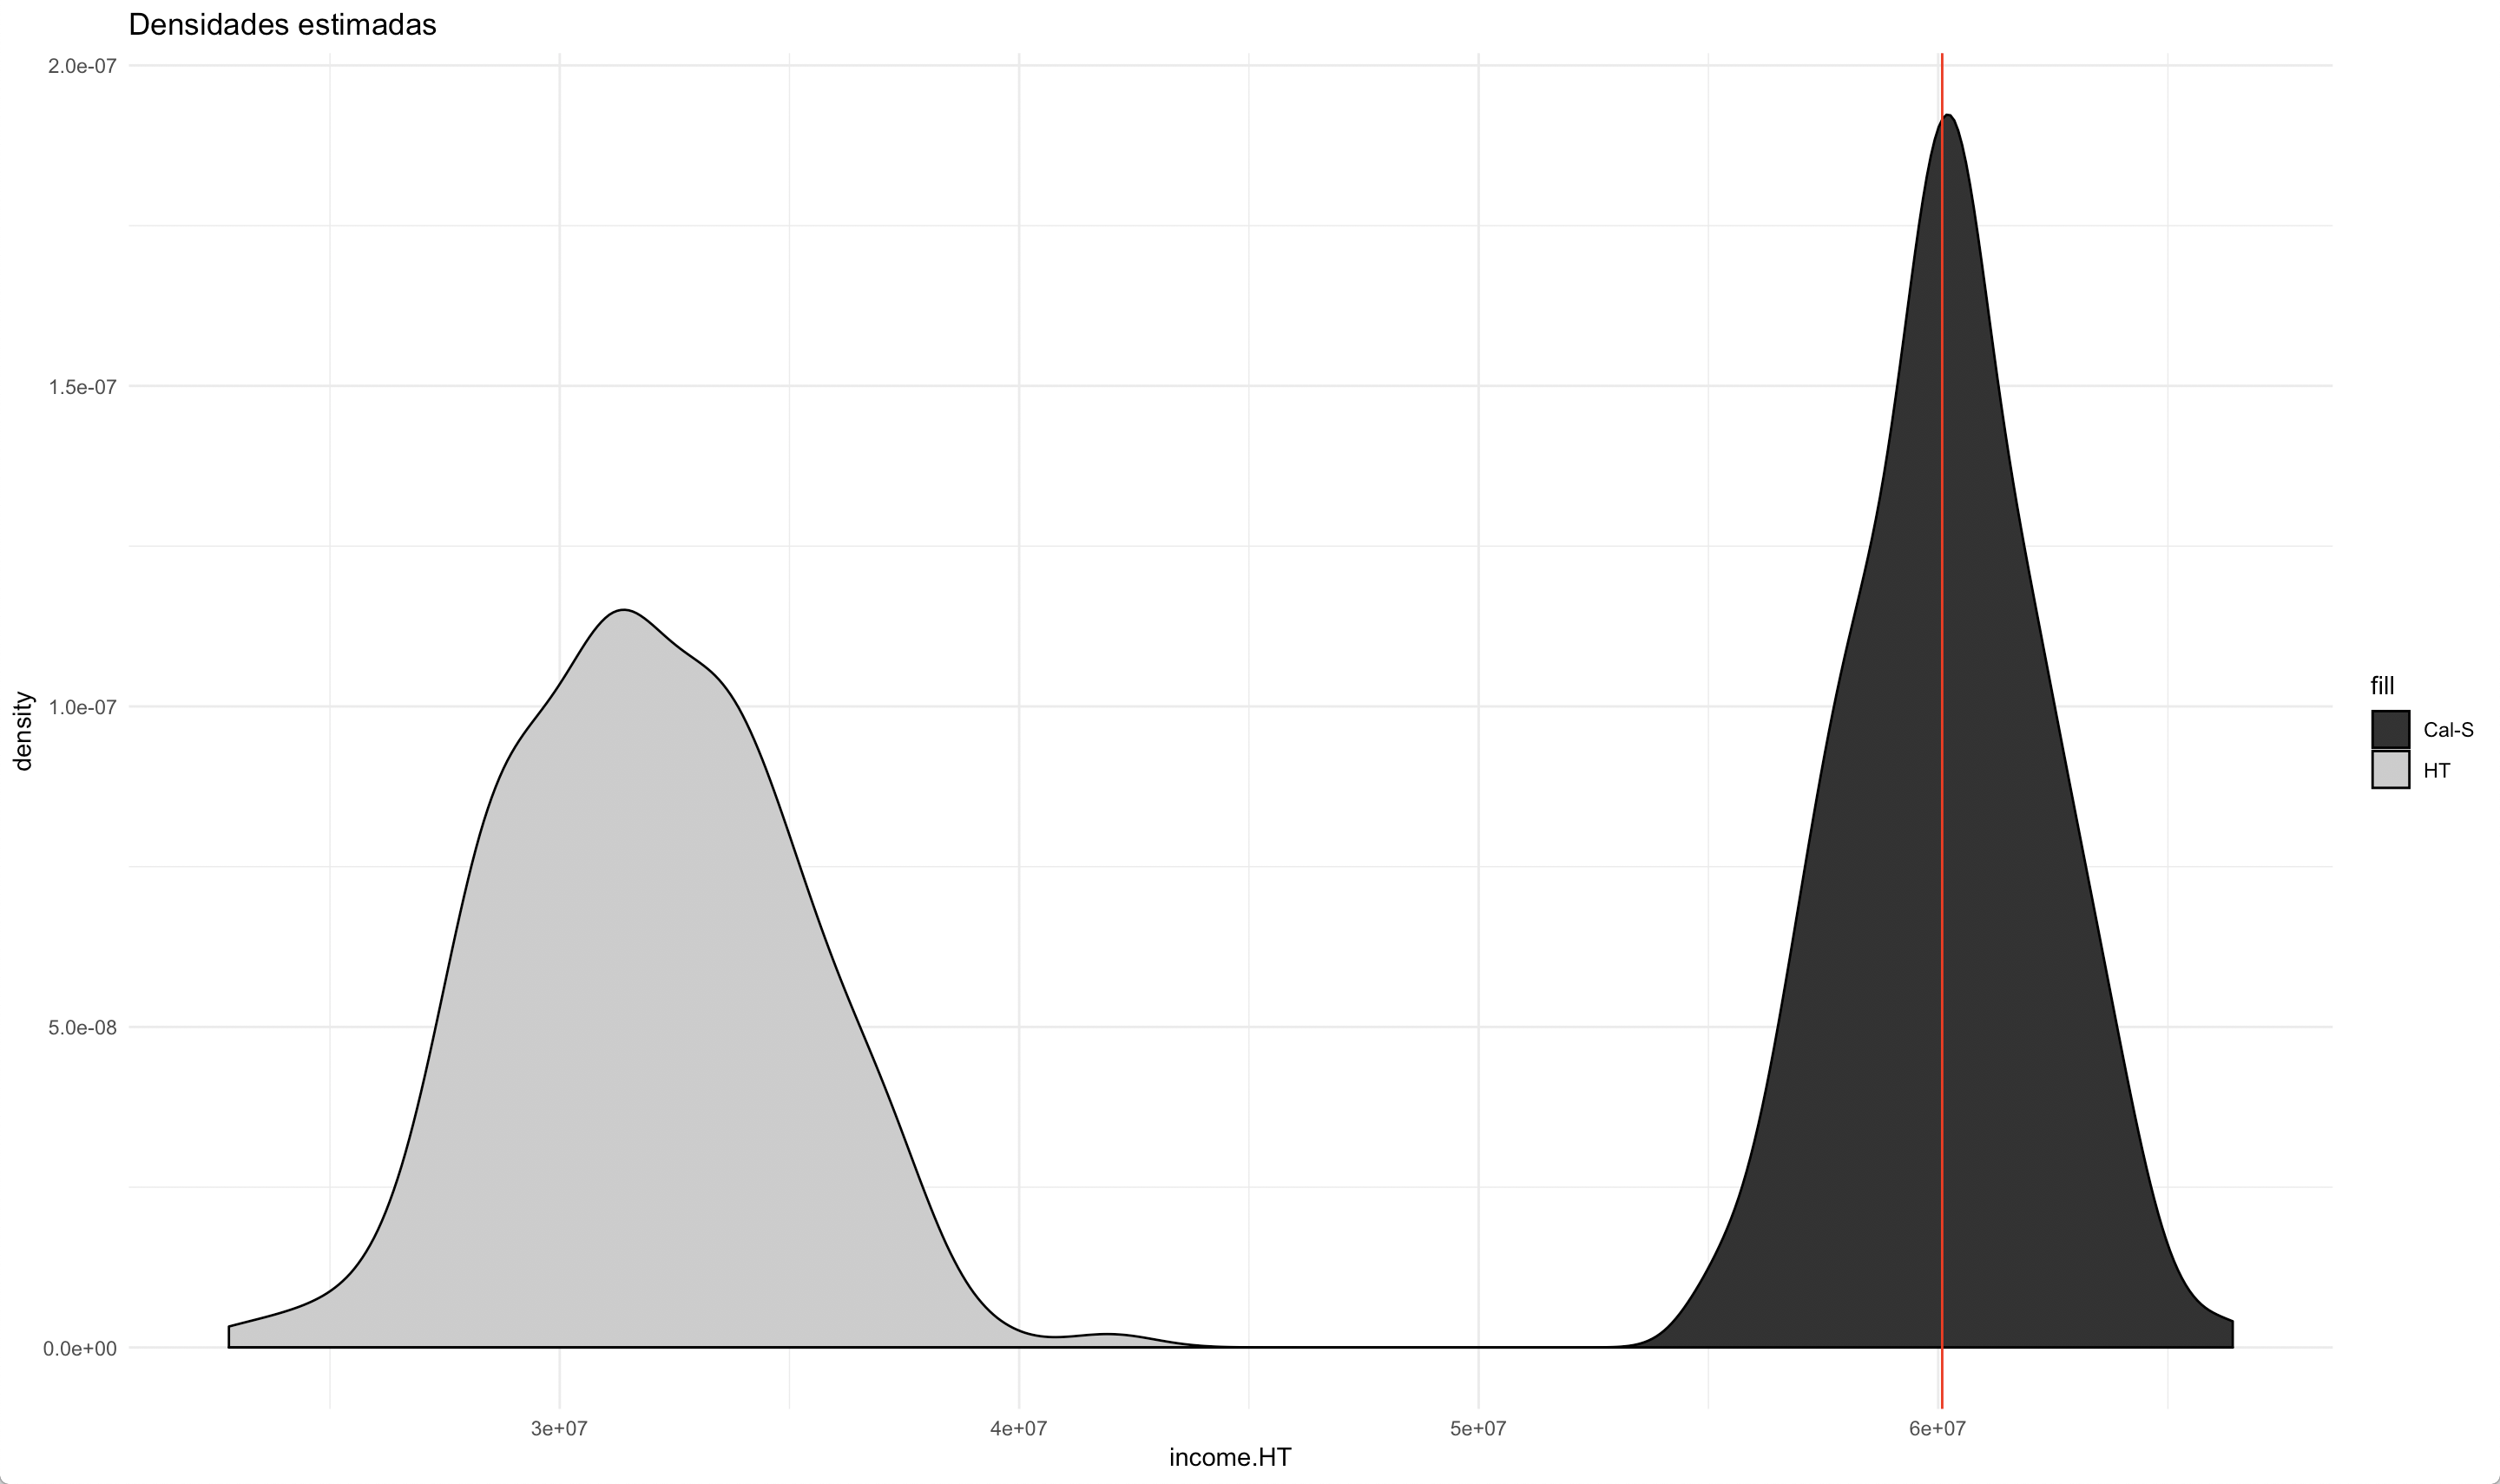 Densidades estimadas
2.0e-07
1.5e-07
1.0e-07
5.0e-08
0.0e+00
density
3e+07
4e+07
5e+07
6e+07
income.HT
fill
Cal-S
HT